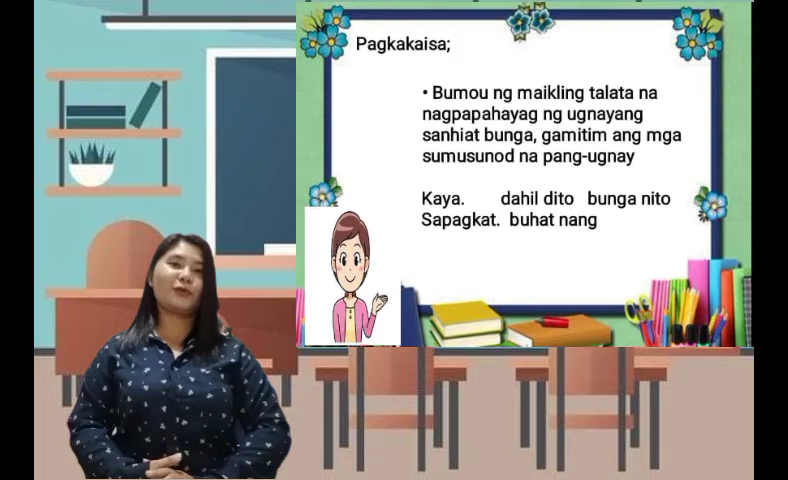 Pagkakaisa;
• Bumou ng maikling talata na
nagpapahayag ng ugnayang
sanhiat bunga, gamitim ang mga
sumusunod na pang-ugnay
Kaya. dahil dito bunga nito
Sapagkat. buhat nang